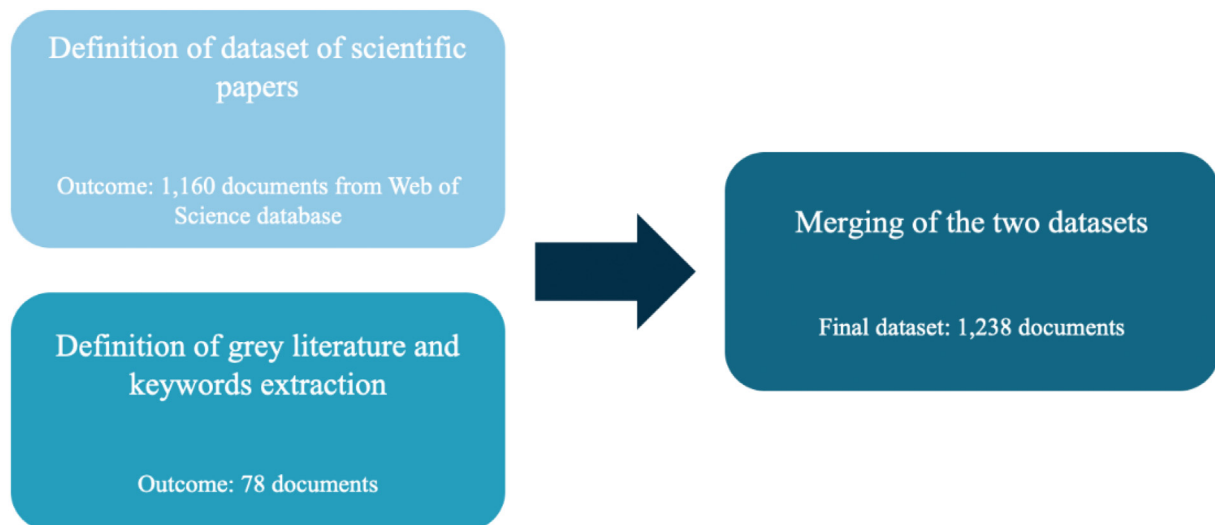 Definition of dataset of scientific
papers
Outcome: 1,160 documents from Web of
Science database
Definition of grey literature and
keywords extraction
Outcome: 78 documents
Merging of the two datasets
Final dataset: 1,238 documents